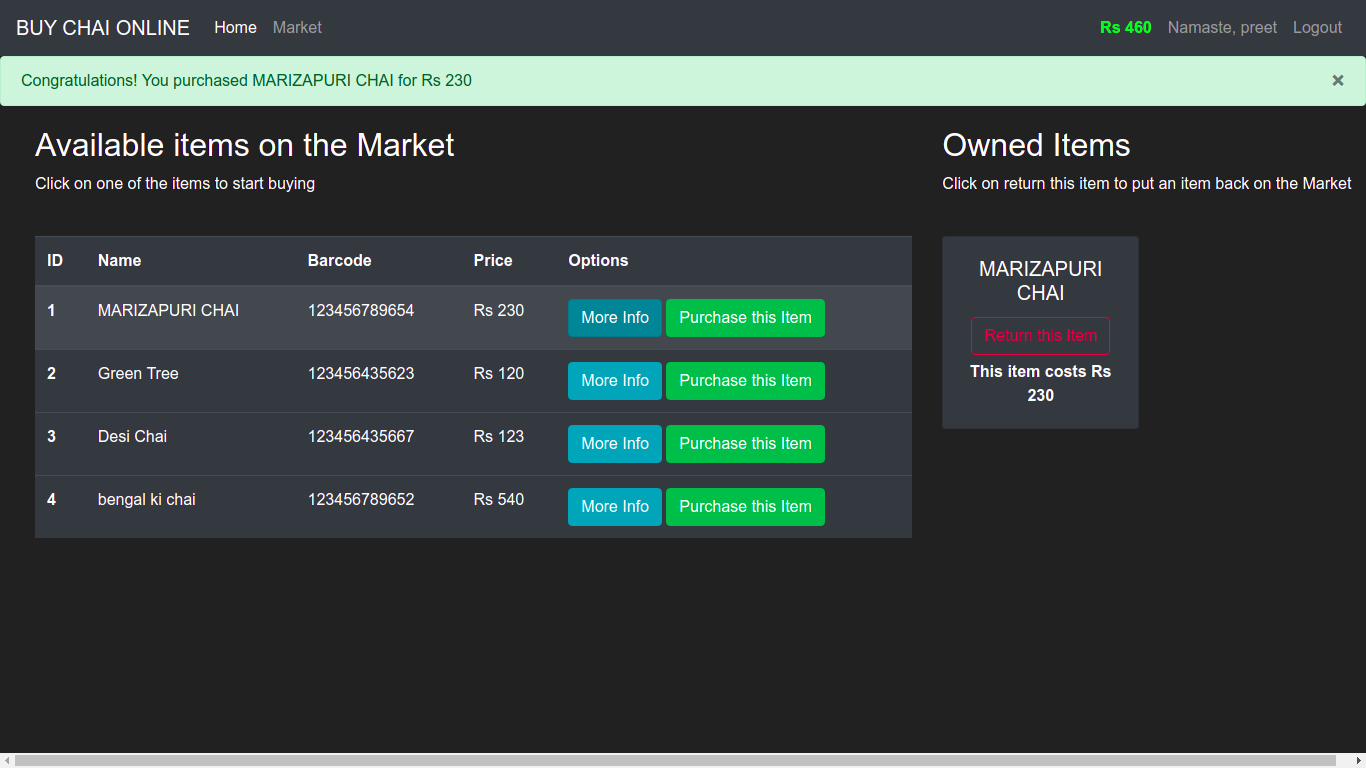 BUY CHAI ONLINE Home Market Rs 460 Namaste, preet Logout
Congratulations! You purchased MARIZAPURI CHAI for Rs 230 ×
Available items on the Market
Click on one of the items to start buying
ID Name Barcode Price Options
1 MARIZAPURI CHAI 123456789654 Rs 230 More Info Purchase this Item
2 Green Tree 123456435623 Rs 120 More Info Purchase this Item
3 Desi Chai 123456435667 Rs 123 More Info Purchase this Item
4 bengal ki chai 123456789652 Rs 540 More Info Purchase this Item
Owned Items
Click on return this item to put an item back on the Market
MARIZAPURI
CHAI
Return this Item
This item costs Rs
230